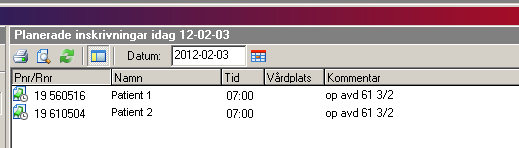 Planerade inskrivningar idag 12-02-03
Datum: 2012-02-03
Pnr/Rnr Namn Tid Vårdplats Kommentar
19 560516 Patient 1 07:00 op avd 61 3/2
19 610504 Patient 2 07:00 op avd 61 3/2